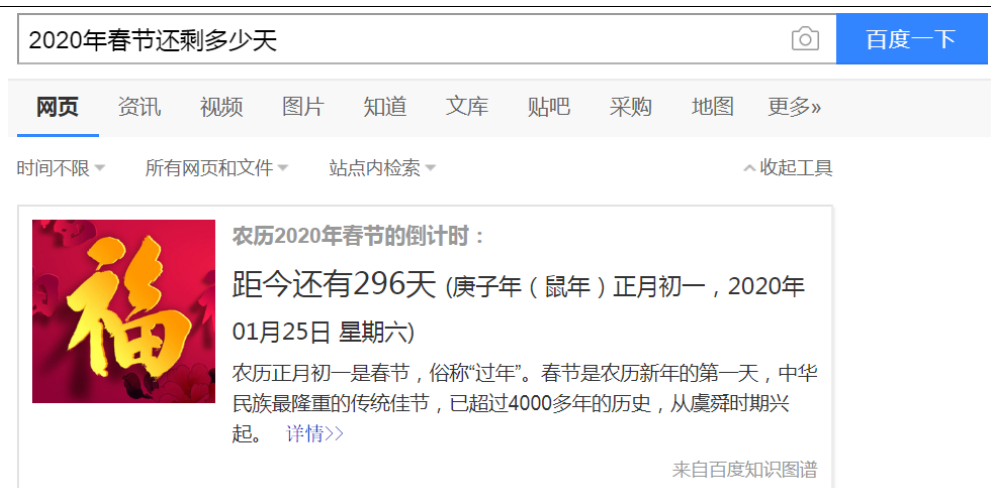 2020年春节还剩多少天
百度一下
网页 资讯 视频 图片 知道 文库 贴吧 采购 地图 更多»
时间不限 所有网页和文件 站点内检索 收起工具
福
农历2020年春节的倒计时：
距今还有296天 (庚子年（鼠年）正月初一，2020年
01月25日 星期六)
农历正月初一是春节，俗称“过年”。春节是农历新年的第一天，中华
民族最隆重的传统佳节，已超过4000多年的历史，从虞舜时期兴
起。 详情>>
来自百度知识图谱